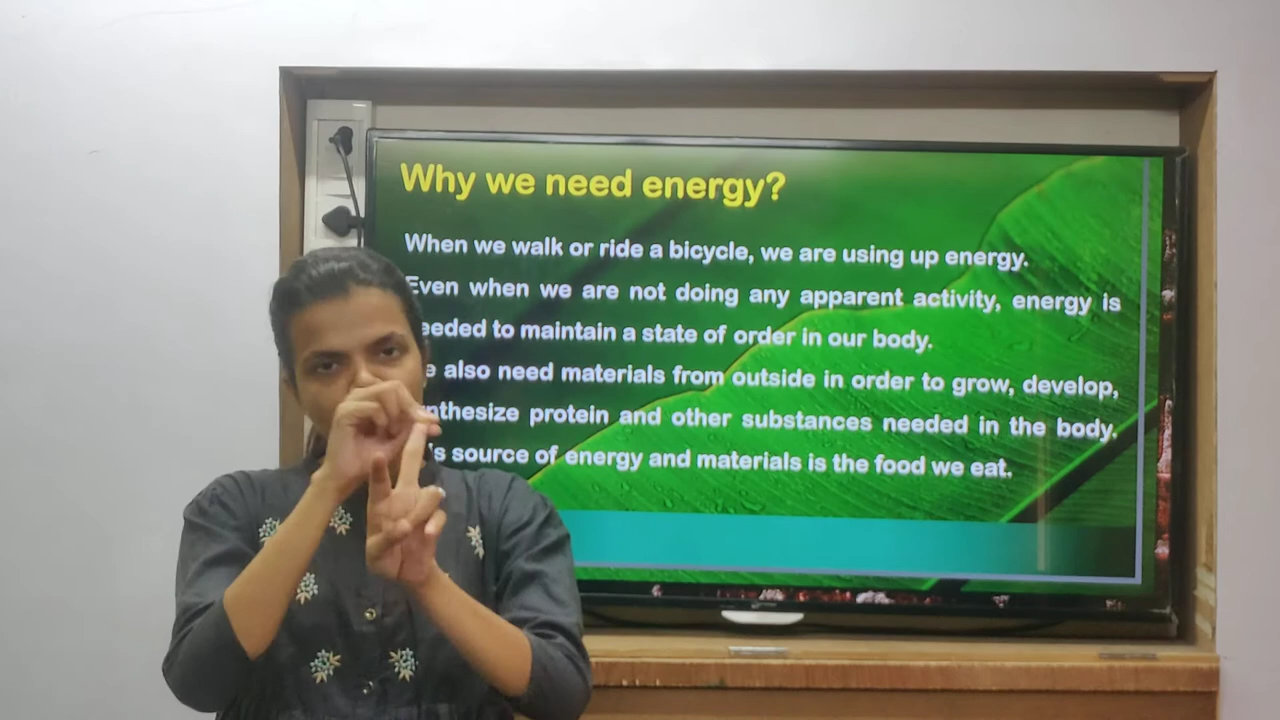 Why we need energy?
When we walk or ride a bicycle, we are using up energy.
Even when we are not doing any apparent activity, energy is
eeded to maintain a state of order in our body.
e also need materials from outside in order to grow, develop,
nthesize protein and other substances needed in the body.
s source of energy and materials is the food we eat.